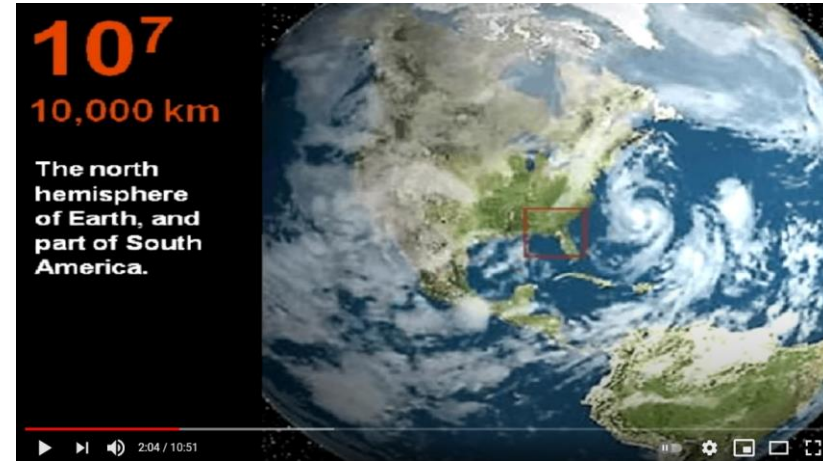 10⁷
10,000 km
The north
hemisphere
of Earth, and
part of South
America.
2:04 / 10:51